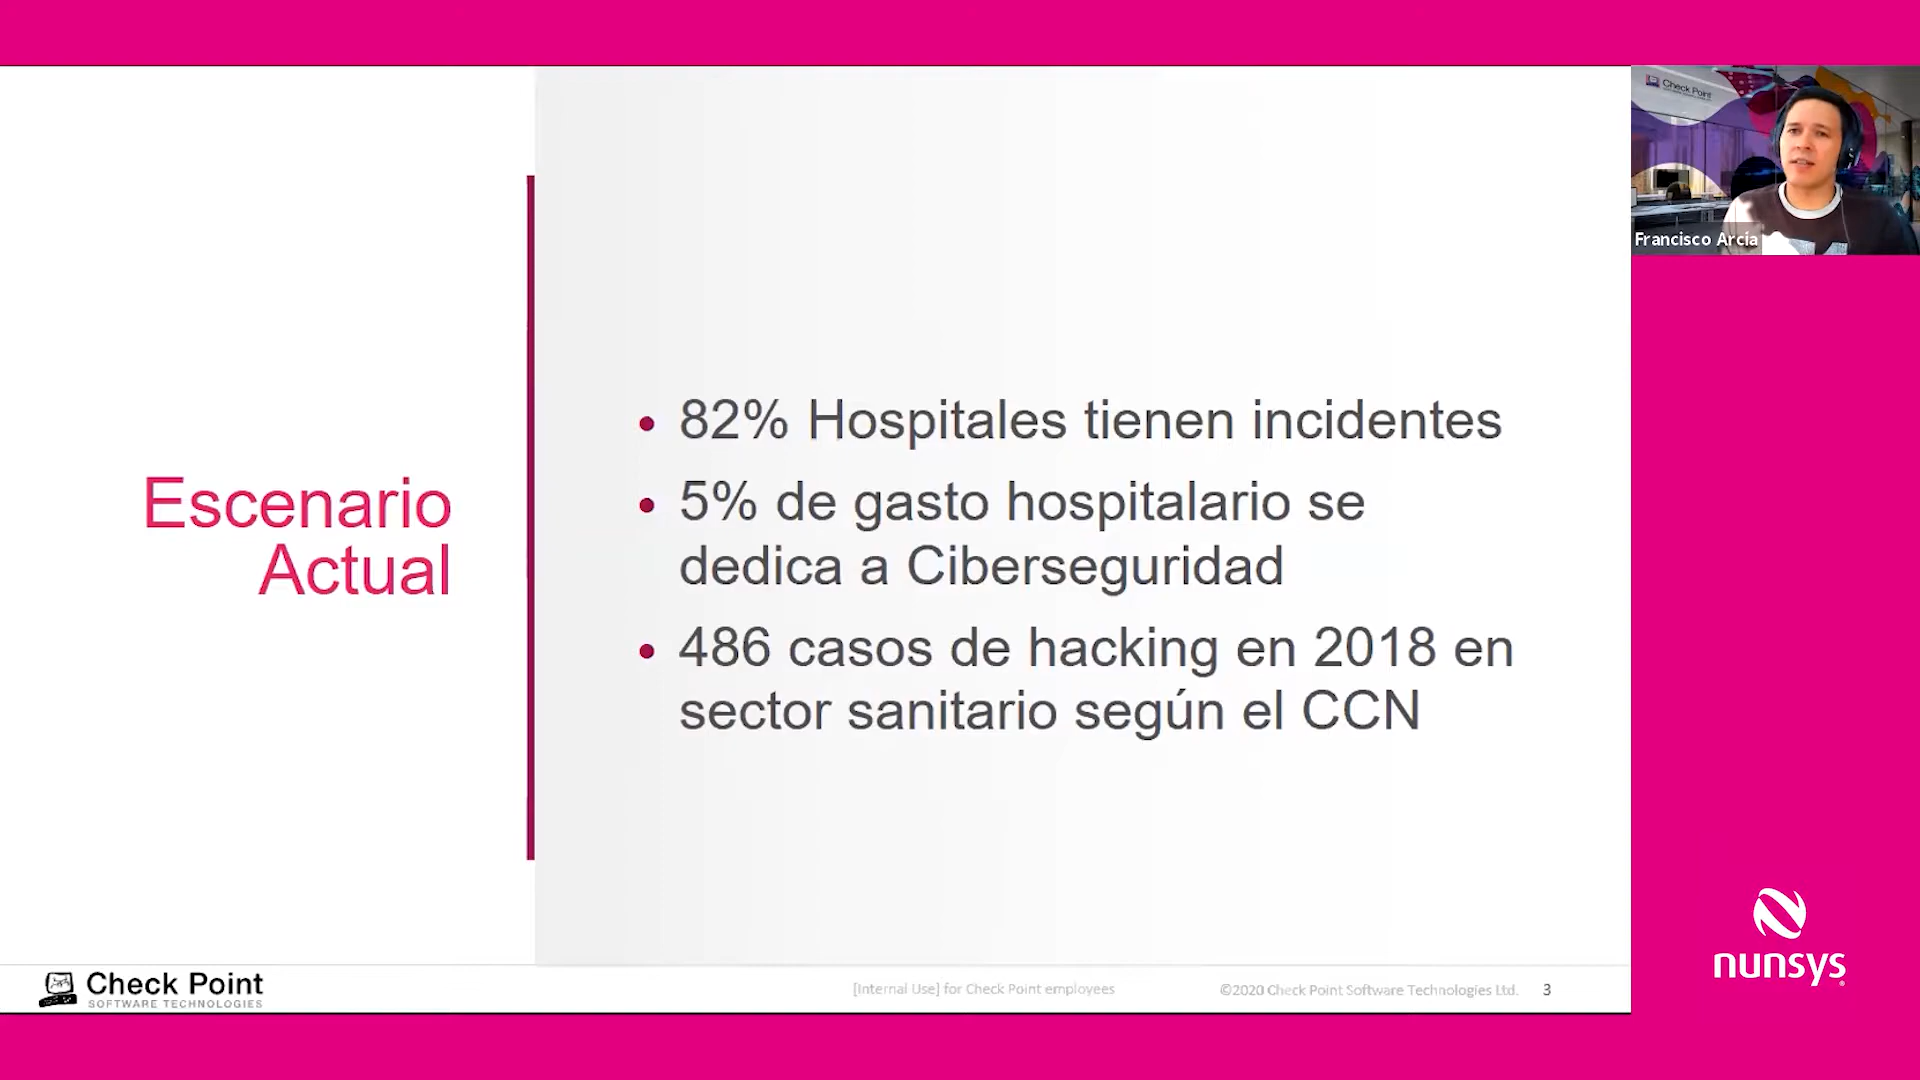 Escenario
Actual
• 82% Hospitales tienen incidentes
• 5% de gasto hospitalario se
dedica a Ciberseguridad
• 486 casos de hacking en 2018 en
sector sanitario según el CCN
Check Point
SOFTWARE TECHNOLOGIES
[Internal Use] for Check Point employees
©2020 Check Point Software Technologies Ltd.
3
Check Point
Francisco Arcia
nunsys